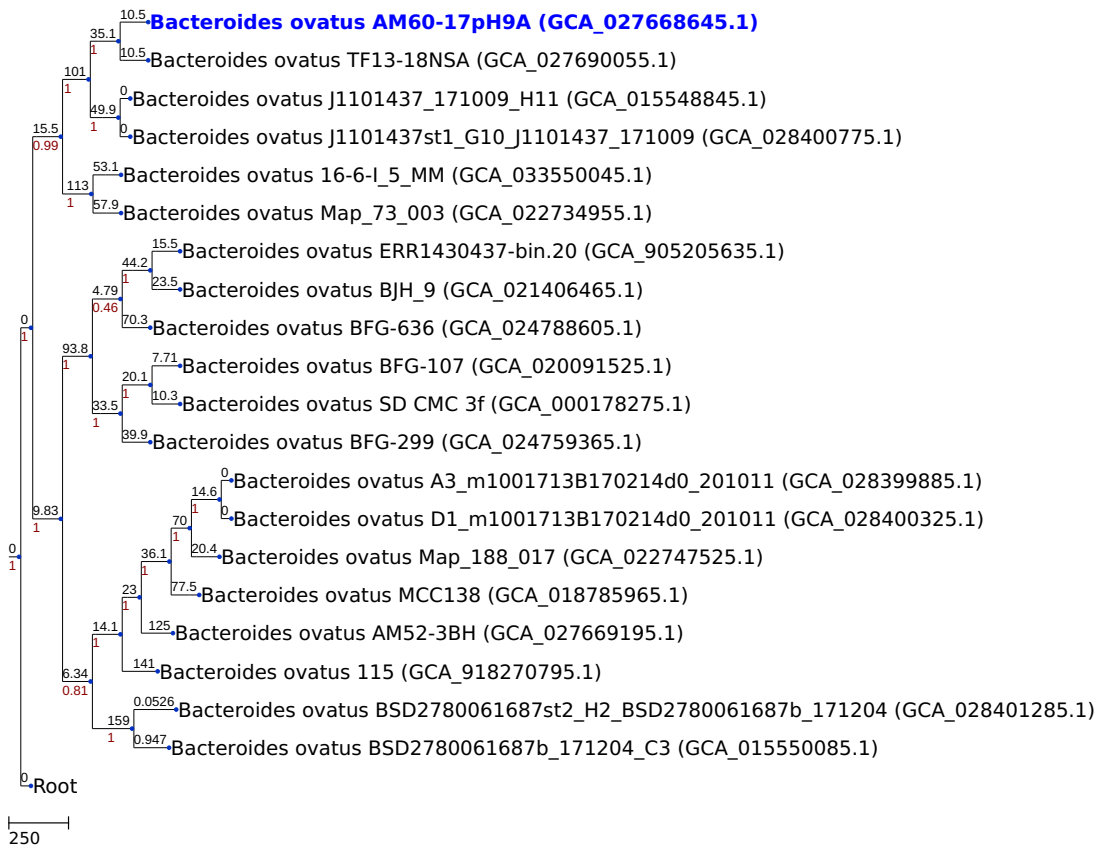 10.5
Bacteroides ovatus AM60-17pH9A (GCA_027668645.1)
35.1
1
10.5
Bacteroides ovatus TF13-18NSA (GCA_027690055.1)
101
1
0
Bacteroides ovatus J1101437_171009_H11 (GCA_015548845.1)
49.9
1
0
Bacteroides ovatus J1101437st1_G10_J1101437_171009 (GCA_028400775.1)
15.5
0.99
53.1
Bacteroides ovatus 16-6-I_5_MM (GCA_033550045.1)
113
1
57.9
Bacteroides ovatus Map_73_003 (GCA_022734955.1)
15.5
Bacteroides ovatus ERR1430437-bin.20 (GCA_905205635.1)
44.2
1
23.5
Bacteroides ovatus BJH_9 (GCA_021406465.1)
4.79
0.46
70.3
Bacteroides ovatus BFG-636 (GCA_024788605.1)
0
1
93.8
1
7.71
Bacteroides ovatus BFG-107 (GCA_020091525.1)
20.1
1
10.3
Bacteroides ovatus SD CMC 3f (GCA_000178275.1)
33.5
1
39.9
Bacteroides ovatus BFG-299 (GCA_024759365.1)
0
Bacteroides ovatus A3_m1001713B170214d0_201011 (GCA_028399885.1)
14.6
1
0
Bacteroides ovatus D1_m1001713B170214d0_201011 (GCA_028400325.1)
9.83
1
70
1
20.4
Bacteroides ovatus Map_188_017 (GCA_022747525.1)
0
1
36.1
1
77.5
Bacteroides ovatus MCC138 (GCA_018785965.1)
23
1
125
Bacteroides ovatus AM52-3BH (GCA_027669195.1)
14.1
1
141
Bacteroides ovatus 115 (GCA_918270795.1)
6.34
0.81
0.0526
Bacteroides ovatus BSD2780061687st2_H2_BSD2780061687b_171204 (GCA_028401285.1)
159
1
0.947
Bacteroides ovatus BSD2780061687b_171204_C3 (GCA_015550085.1)
0
Root
250